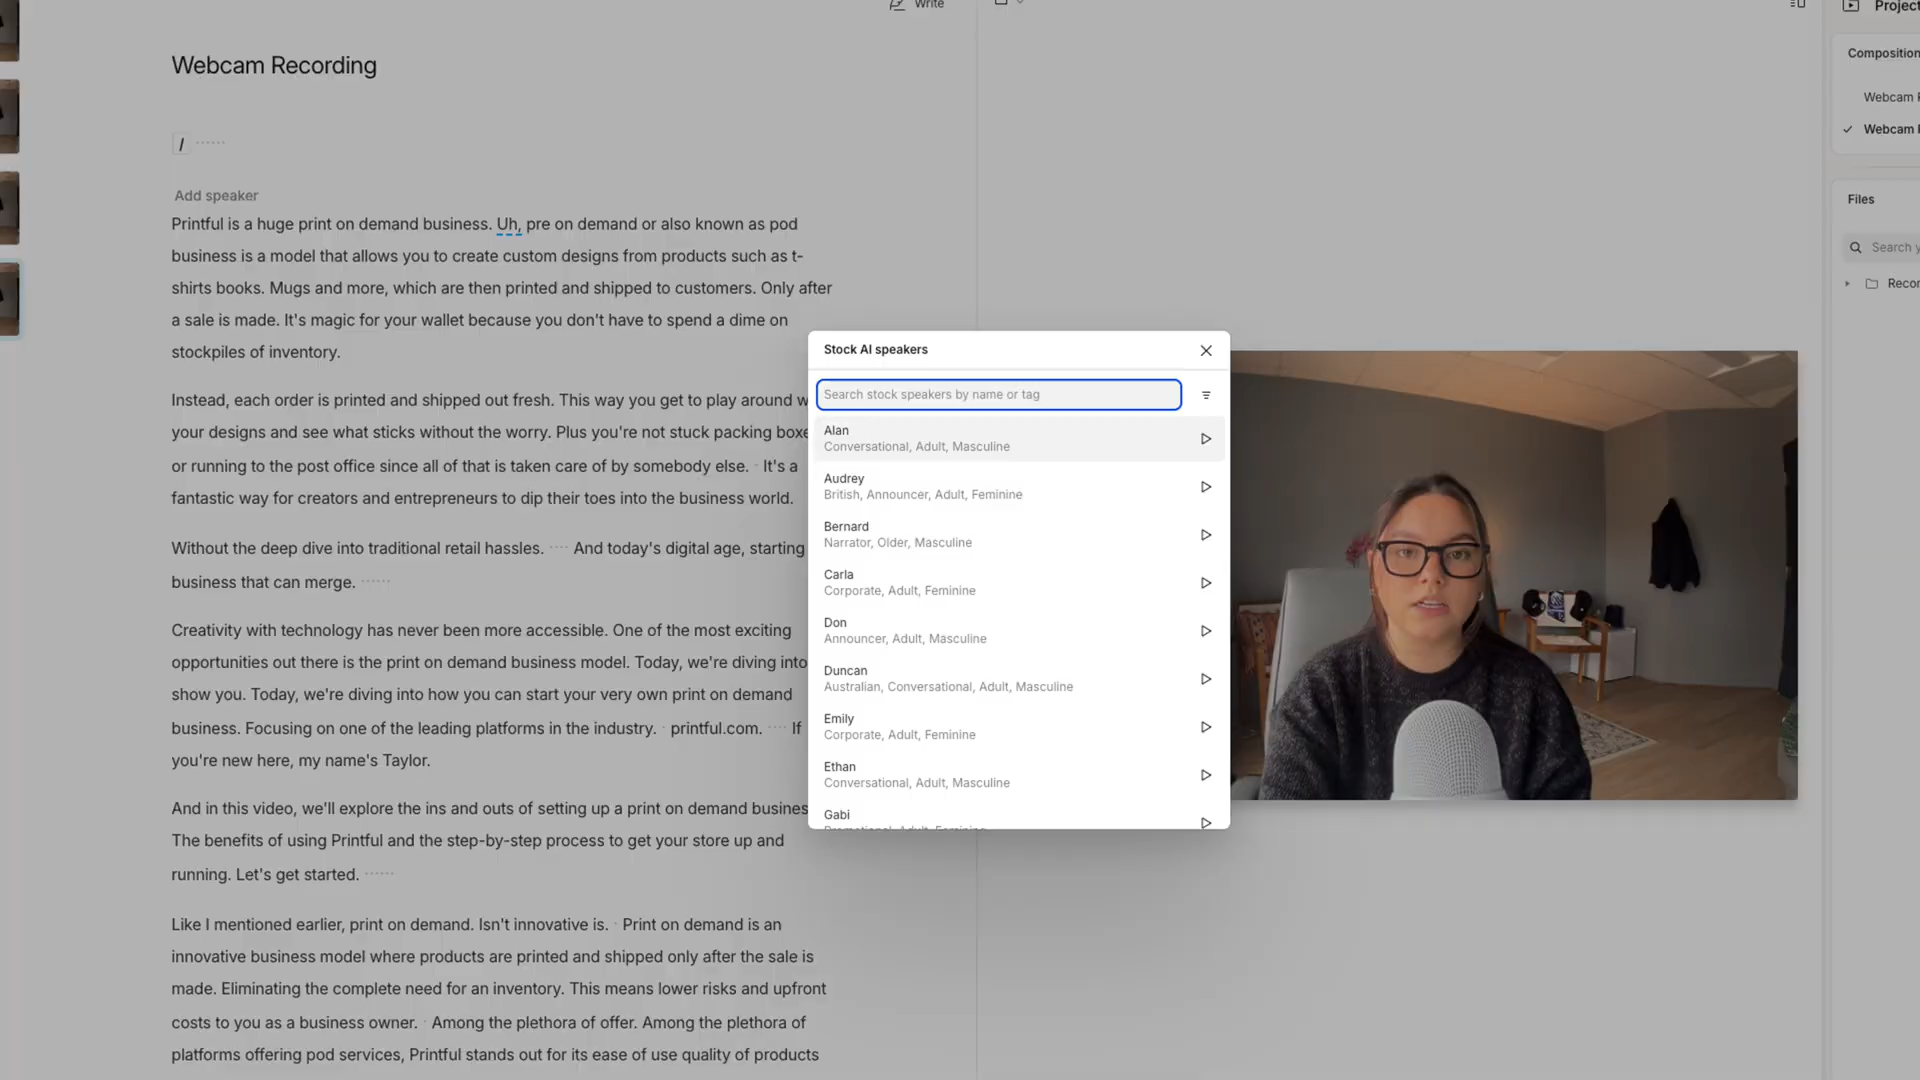 Write
Project
Webcam Recording
/
Add speaker
Printful is a huge print on demand business. Uh, pre on demand or also known as pod
business is a model that allows you to create custom designs from products such as t-
shirts books. Mugs and more, which are then printed and shipped to customers. Only after
a sale is made. It's magic for your wallet because you don't have to spend a dime on
stockpiles of inventory.
Instead, each order is printed and shipped out fresh. This way you get to play around w
your designs and see what sticks without the worry. Plus you're not stuck packing boxe
or running to the post office since all of that is taken care of by somebody else. It's a
fantastic way for creators and entrepreneurs to dip their toes into the business world.
Without the deep dive into traditional retail hassles. And today's digital age, starting
business that can merge.
Creativity with technology has never been more accessible. One of the most exciting
opportunities out there is the print on demand business model. Today, we're diving into
show you. Today, we're diving into how you can start your very own print on demand
business. Focusing on one of the leading platforms in the industry. printful.com. If
you're new here, my name's Taylor.
And in this video, we'll explore the ins and outs of setting up a print on demand busines
The benefits of using Printful and the step-by-step process to get your store up and
running. Let's get started.
Like I mentioned earlier, print on demand. Isn't innovative is. Print on demand is an
innovative business model where products are printed and shipped only after the sale is
made. Eliminating the complete need for an inventory. This means lower risks and upfront
costs to you as a business owner. Among the plethora of offer. Among the plethora of
platforms offering pod services, Printful stands out for its ease of use quality of products
Stock AI speakers
Search stock speakers by name or tag
Alan
Conversational, Adult, Masculine
Audrey
British, Announcer, Adult, Feminine
Bernard
Narrator, Older, Masculine
Carla
Corporate, Adult, Feminine
Don
Announcer, Adult, Masculine
Duncan
Australian, Conversational, Adult, Masculine
Emily
Corporate, Adult, Feminine
Ethan
Conversational, Adult, Masculine
Gabi
Promotional, Adult, Feminine
Composition
Webcam R
Webcam R
Files
Search y
Recor